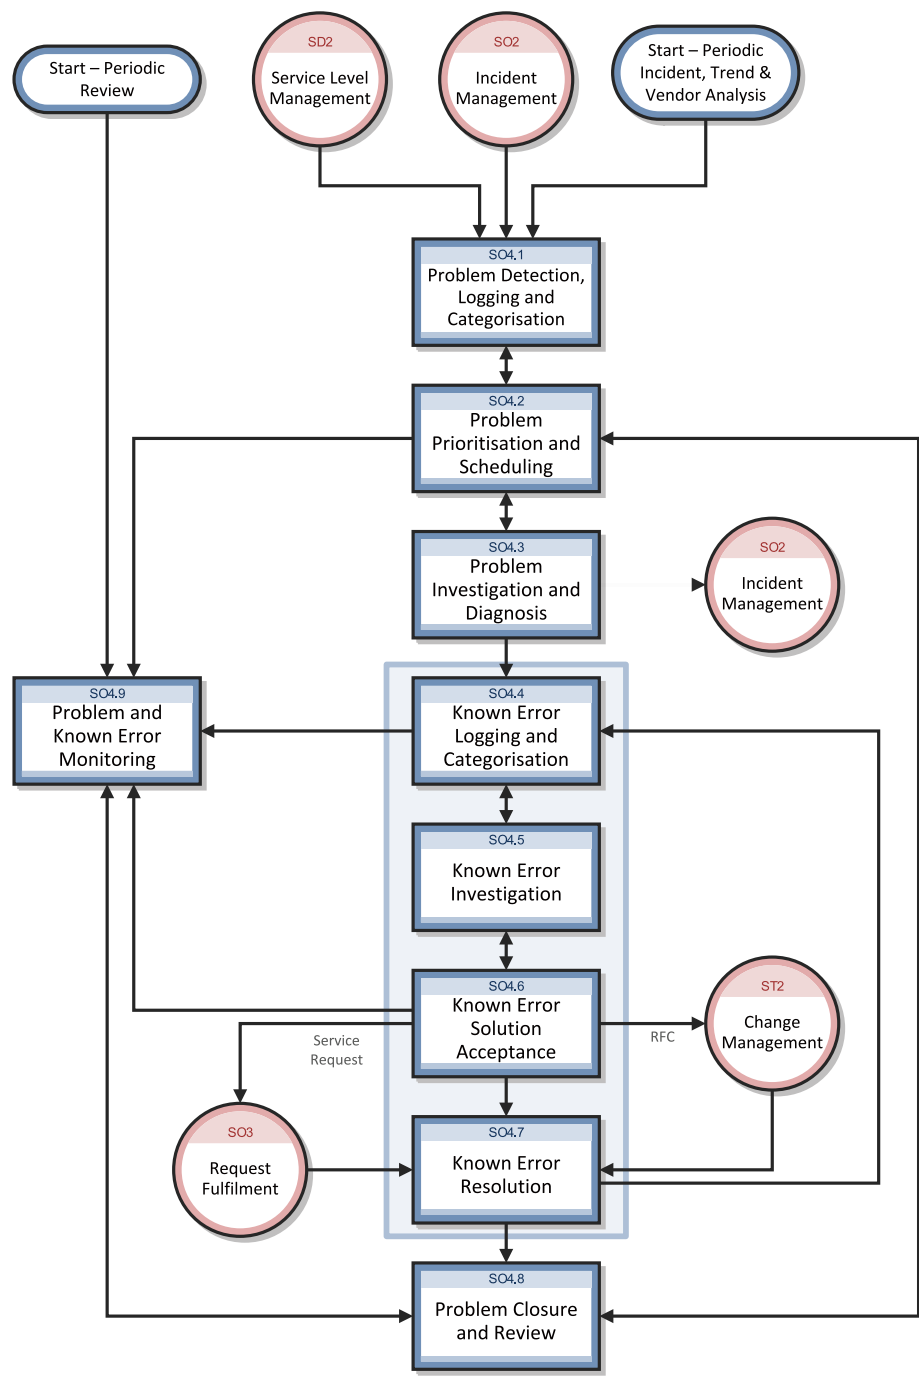 Start – Periodic
Review
SD2
Service Level
Management
SO2
Incident
Management
Start – Periodic
Incident, Trend &
Vendor Analysis
SO4.1
Problem Detection,
Logging and
Categorisation
SO4.2
Problem
Prioritisation and
Scheduling
SO4.3
Problem
Investigation and
Diagnosis
SO2
Incident
Management
SO4.9
Problem and
Known Error
Monitoring
SO4.4
Known Error
Logging and
Categorisation
SO4.5
Known Error
Investigation
SO4.6
Known Error
Solution
Acceptance
Service
Request
RFC
ST2
Change
Management
SO3
Request
Fulfilment
SO4.7
Known Error
Resolution
SO4.8
Problem Closure
and Review